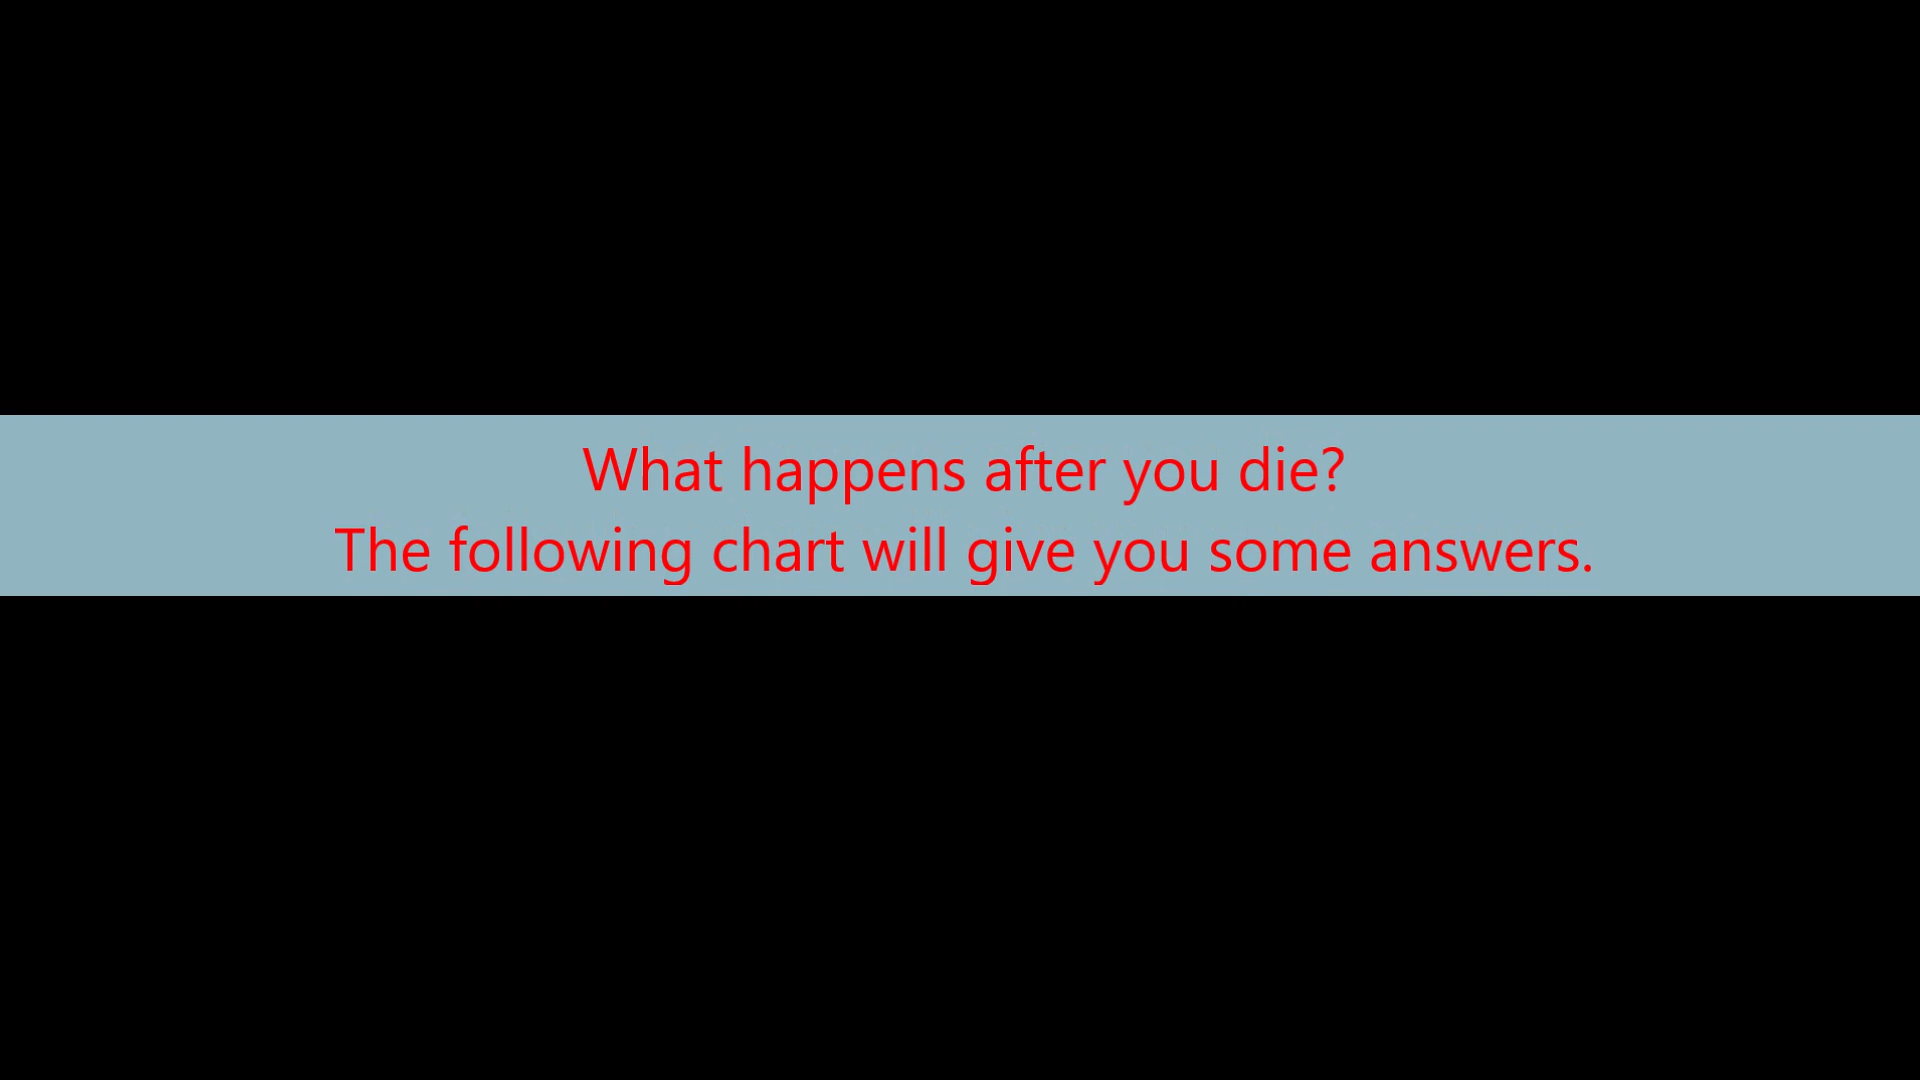 What happens after you die?
The following chart will give you some answers.